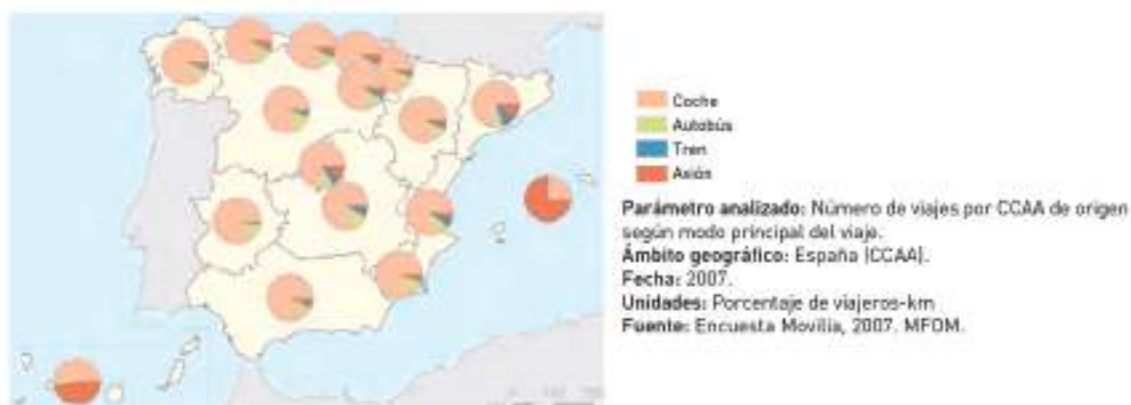 Coche
Autobús
Tren
Avión
Parámetro analizado: Número de viajes por CCAA de origen
según modo principal del viaje.
Ámbito geográfico: España (CCAA).
Fecha: 2007.
Unidades: Porcentaje de viajeros-km
Fuente: Encuesta Movilia, 2007. MFOM.